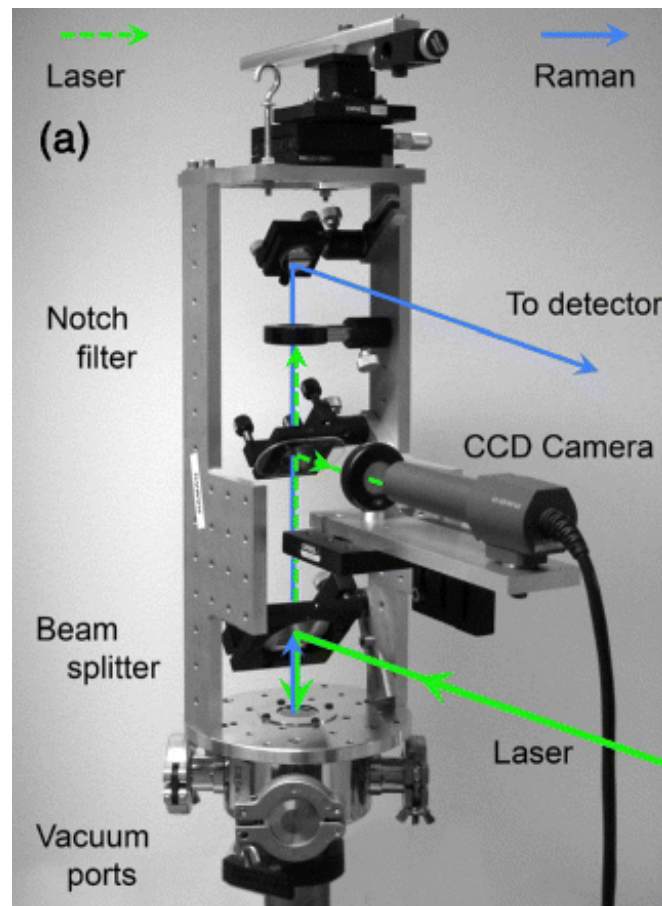 Laser
Raman
(a)
Notch
filter
To detector
CCD Camera
Beam
splitter
Laser
Vacuum
ports